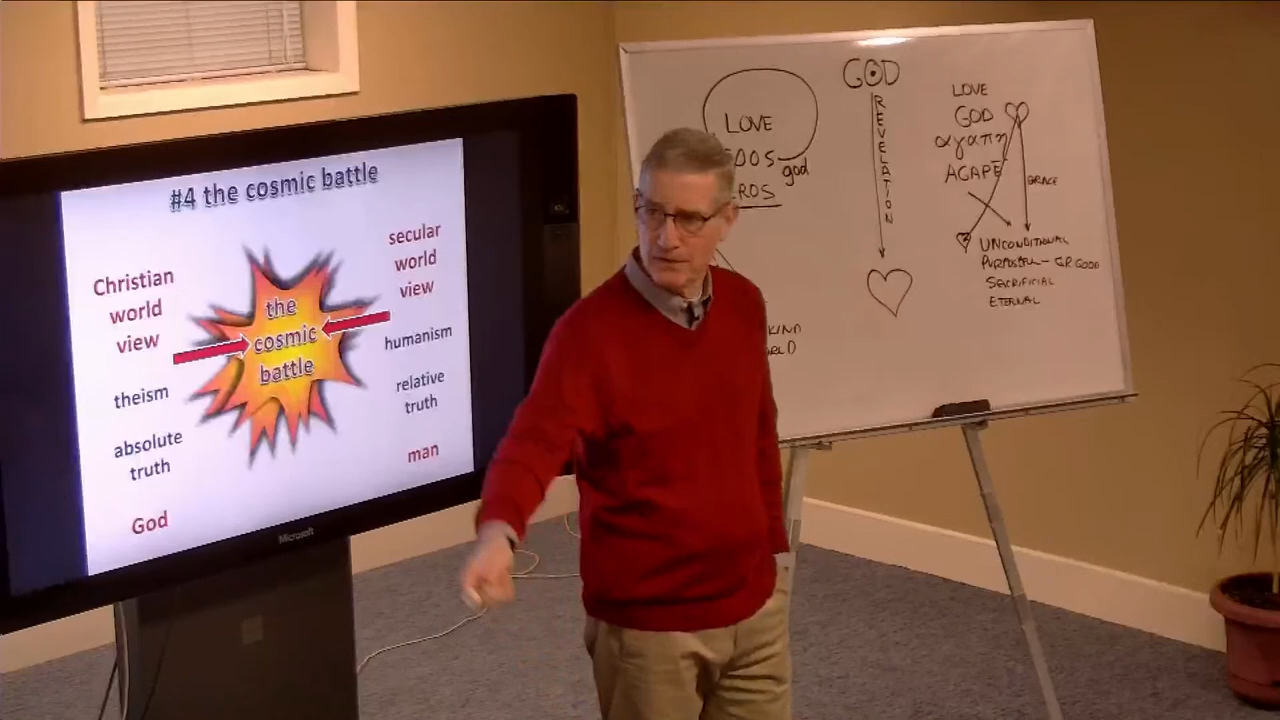 #4 the cosmic battle
Christian
world
view
theism
absolute
truth
God
the
cosmic
battle
secular
world
view
humanism
relative
truth
man
Microsoft
LOVE
god
GOD
REVELATION
LOVE
GOD
αγαπη
AGAPE
GRACE
UNCONDITIONAL
SACRIFICIAL
ETERNAL